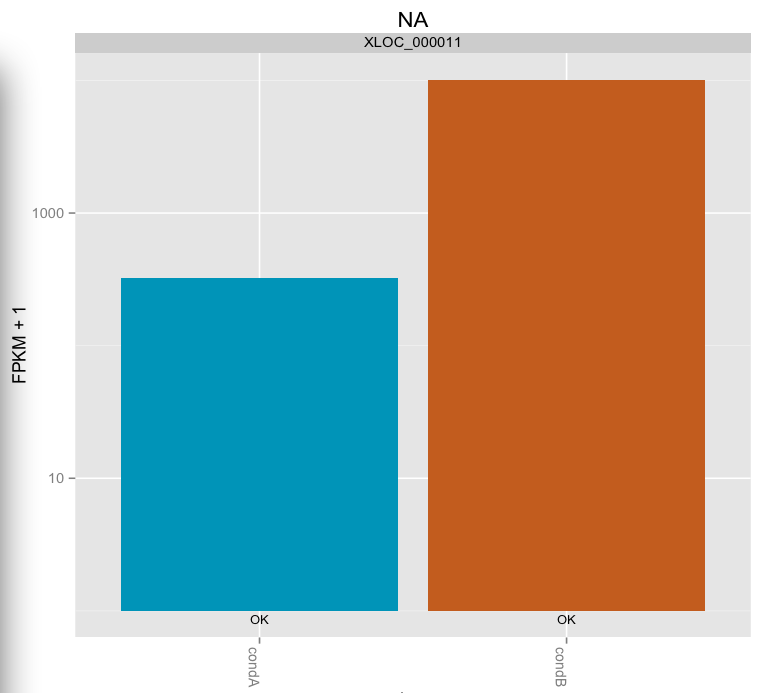 NA
XLOC_000011
1000
FPKM + 1
10
OK OK
condA condB